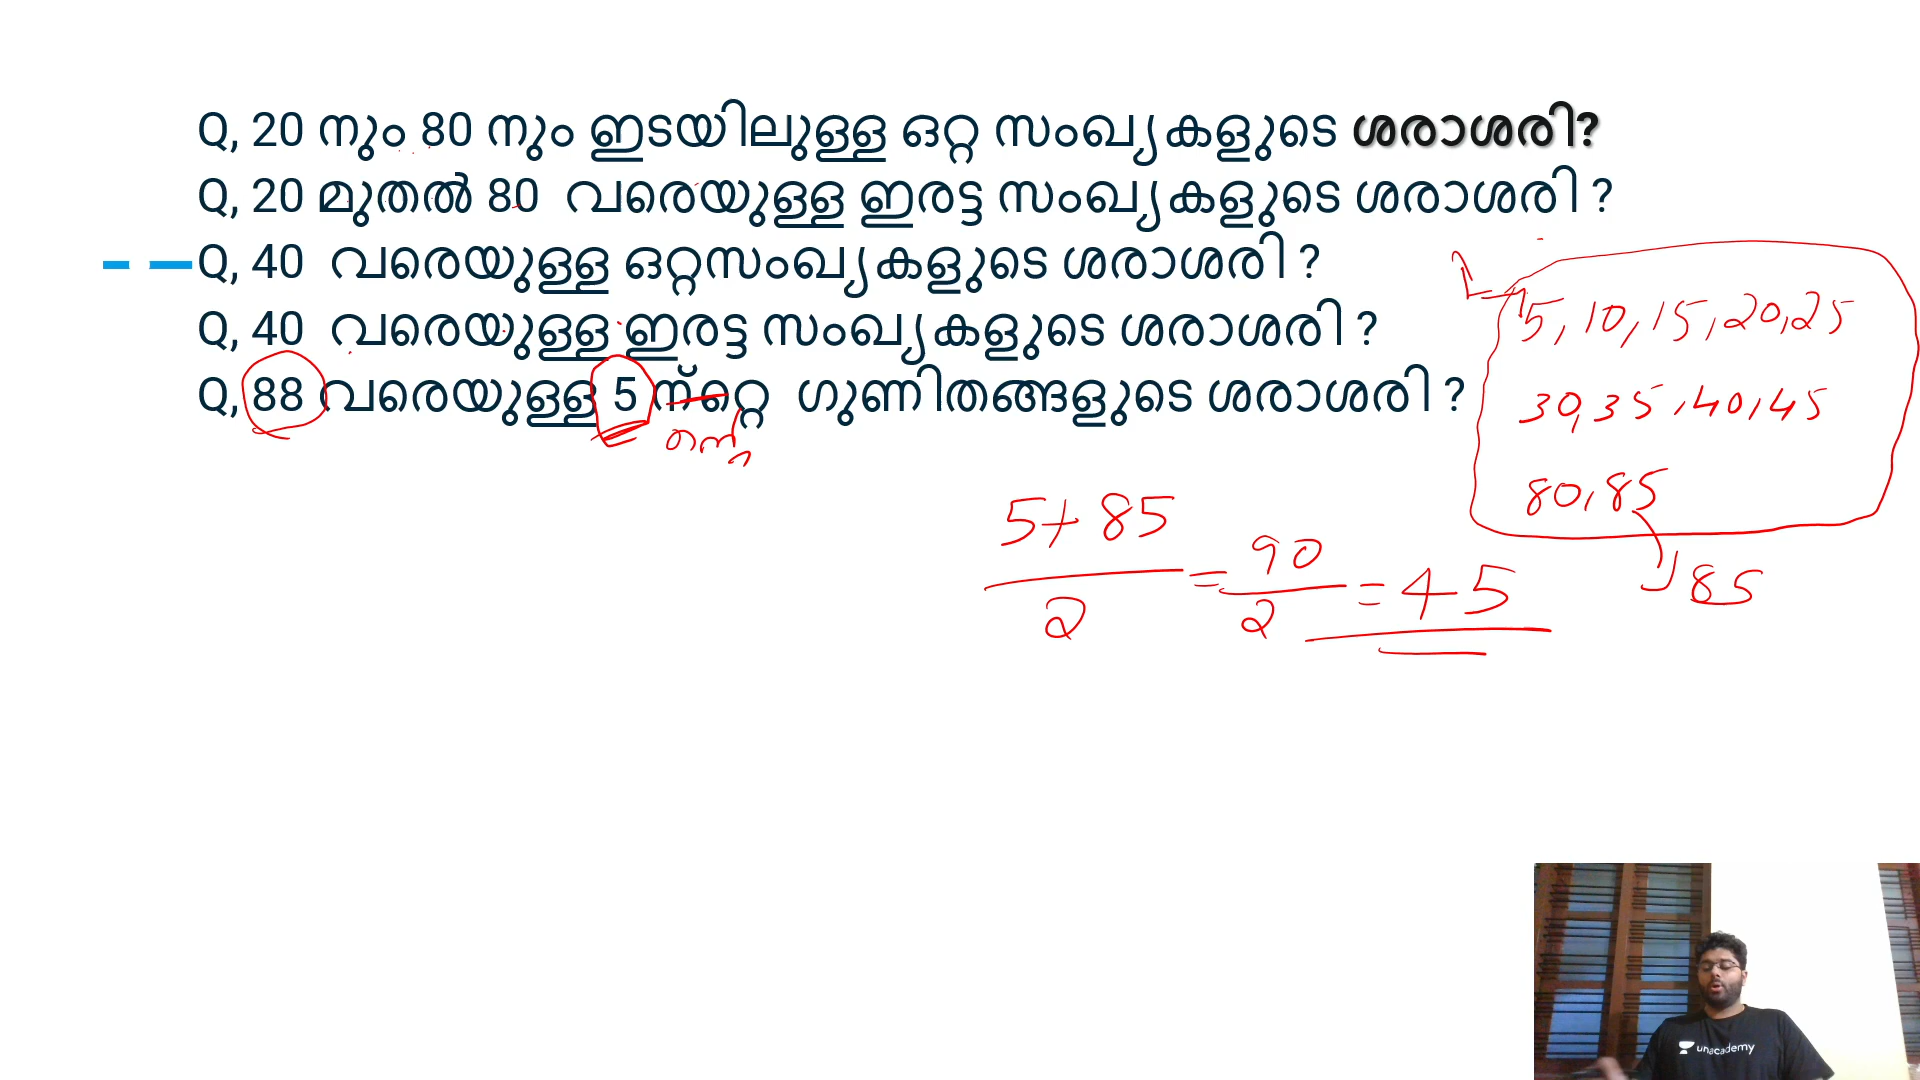 Q, 20 നും 80 നും ഇടയിലുള്ള ഒറ്റ സംഖ്യകളുടെ ശരാശരി?
Q, 20 മുതൽ 80 വരെയുള്ള ഇരട്ട സംഖ്യകളുടെ ശരാശരി ?
Q, 40 വരെയുള്ള ഒറ്റസംഖ്യകളുടെ ശരാശരി ?
Q, 40 വരെയുള്ള ഇരട്ട സംഖ്യകളുടെ ശരാശരി ?
Q, 88 വരെയുള്ള 5 ന്റെ ഗുണിതങ്ങളുടെ ശരാശരി ?
5, 10, 15, 20, 25
30, 35, 40, 45
80, 85
85
5+85
2
= 90
2
= 45
unacademy